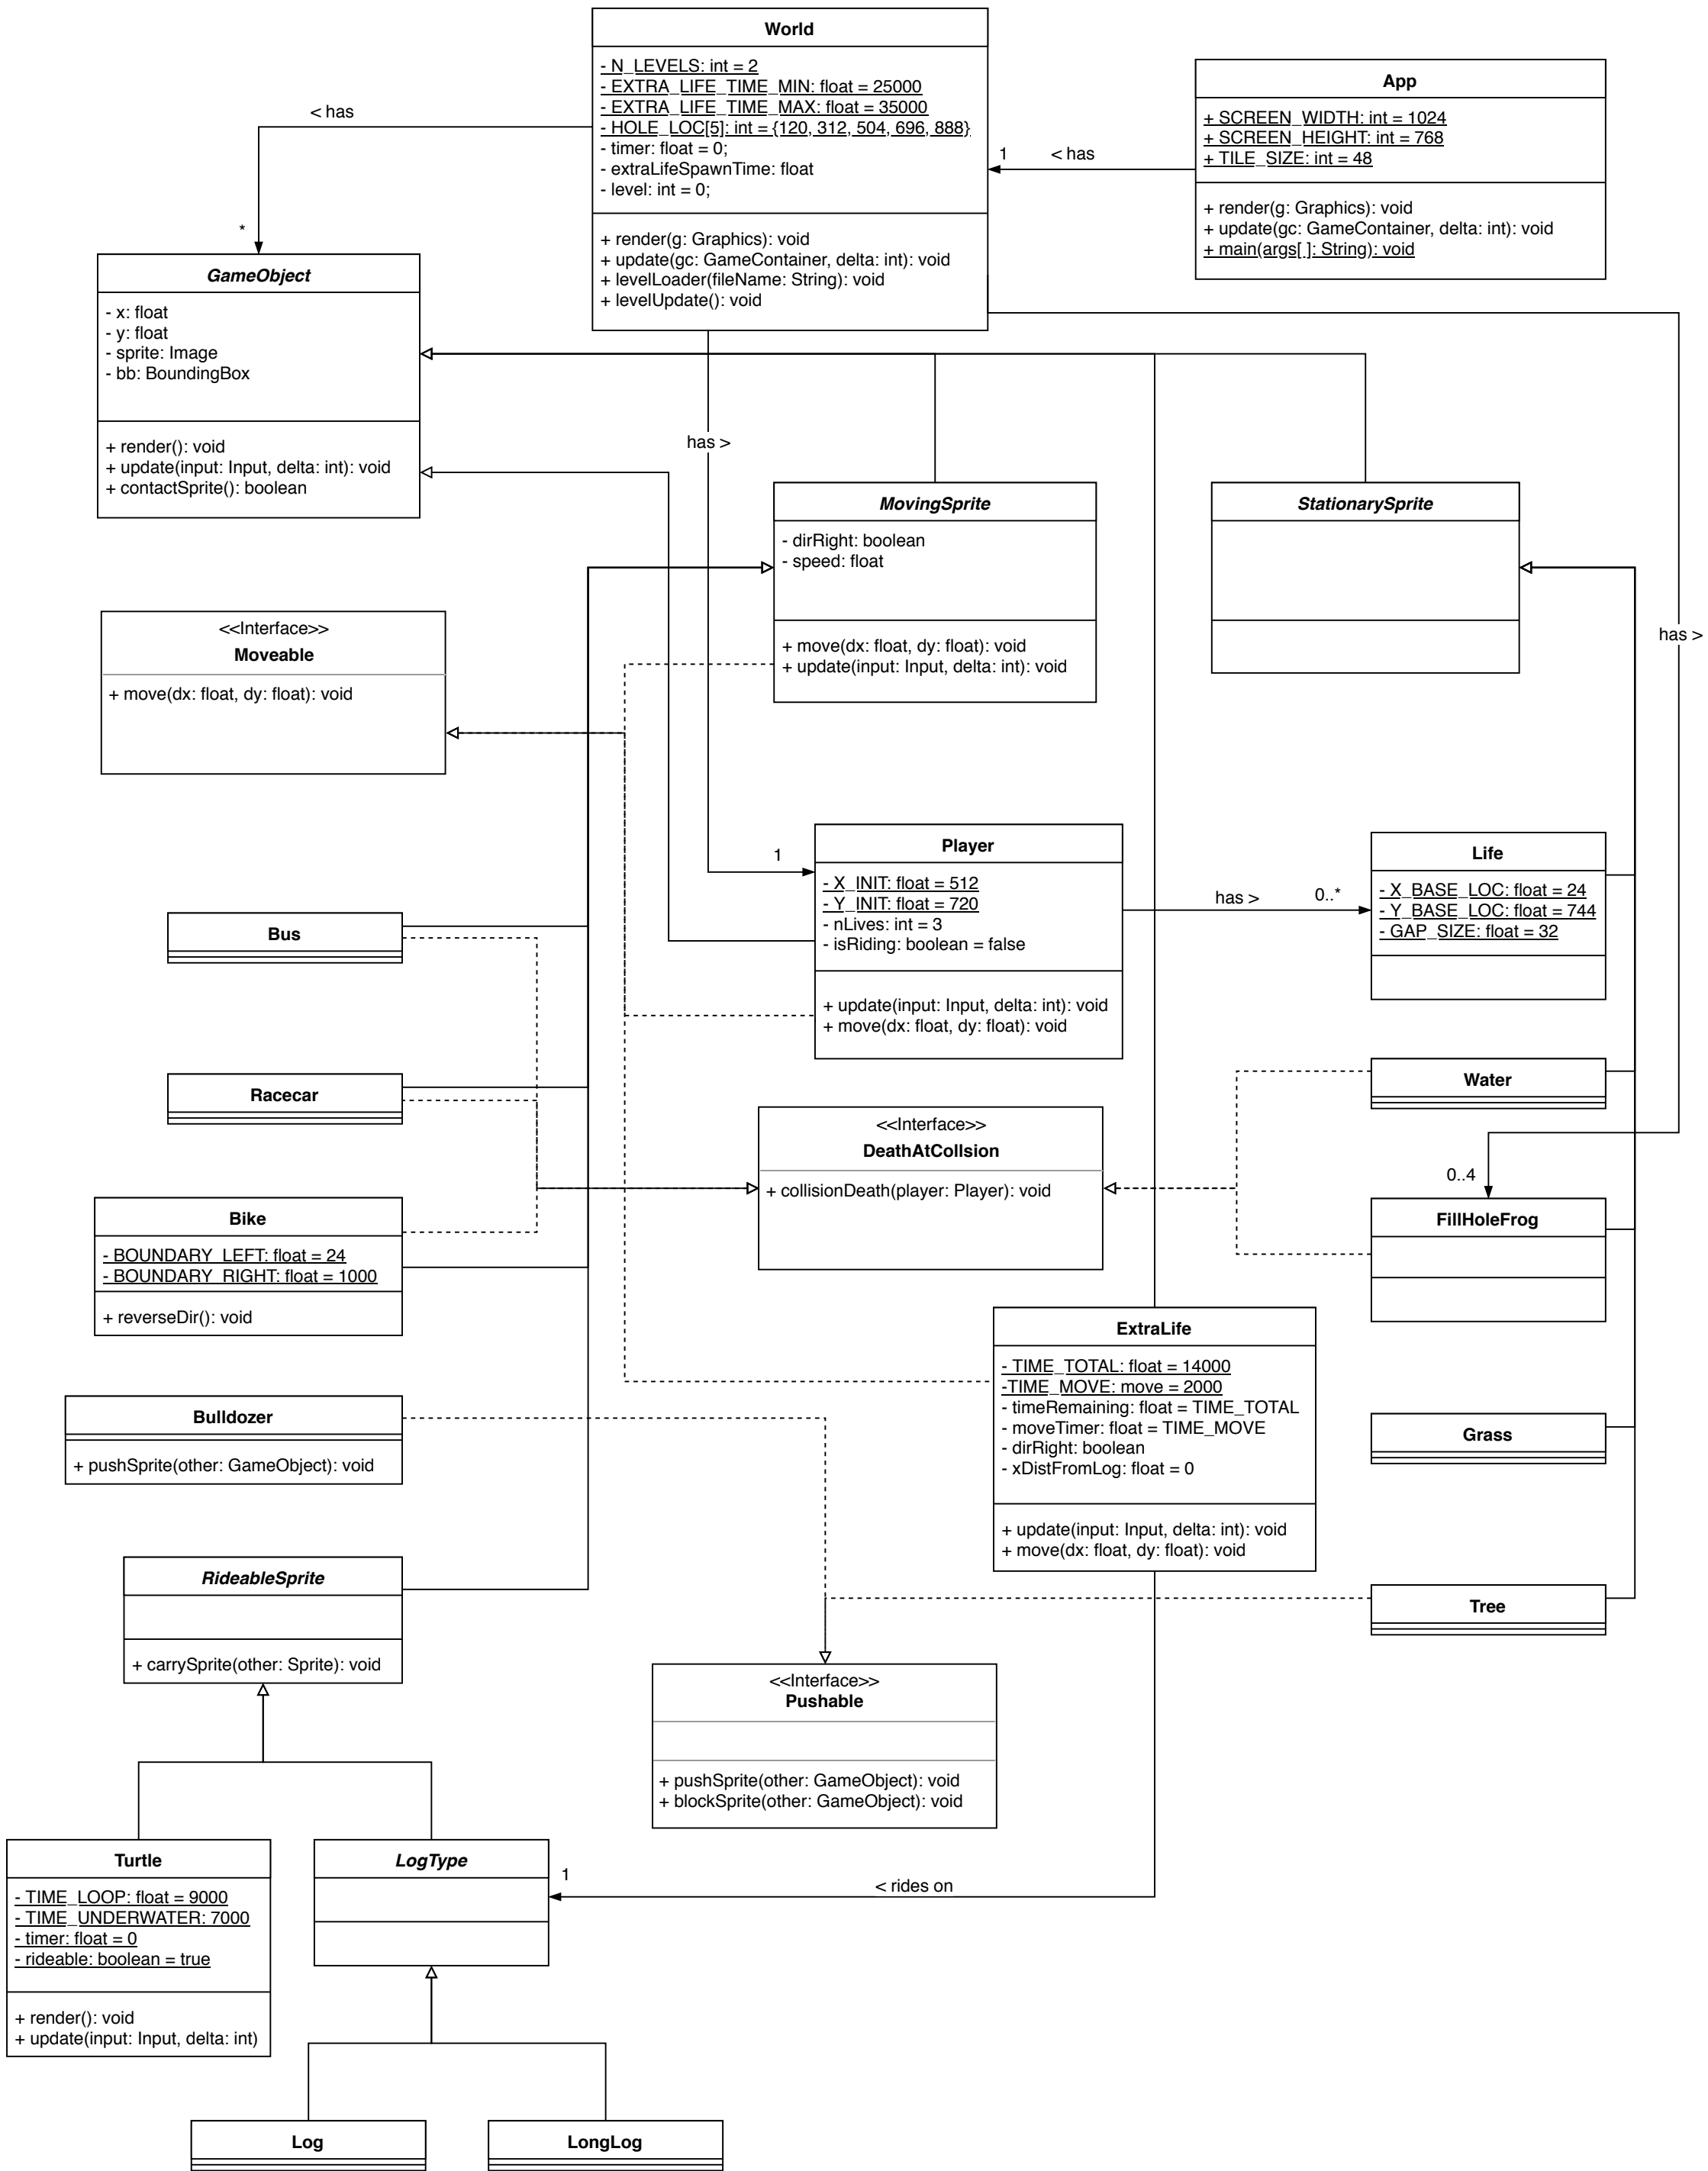 World
- N_LEVELS: int = 2
- EXTRA_LIFE_TIME_MIN: float = 25000
- EXTRA_LIFE_TIME_MAX: float = 35000
- HOLE_LOC[5]: int = {120, 312, 504, 696, 888}
- timer: float = 0;
- extraLifeSpawnTime: float
- level: int = 0;
+ render(g: Graphics): void
+ update(gc: GameContainer, delta: int): void
+ levelLoader(fileName: String): void
+ levelUpdate(): void
App
+ SCREEN_WIDTH: int = 1024
+ SCREEN_HEIGHT: int = 768
+ TILE_SIZE: int = 48
+ render(g: Graphics): void
+ update(gc: GameContainer, delta: int): void
+ main(args[ ]: String): void
< has
1
< has
*
GameObject
- x: float
- y: float
- sprite: Image
- bb: BoundingBox
+ render(): void
+ update(input: Input, delta: int): void
+ contactSprite(): boolean
has >
MovingSprite
- dirRight: boolean
- speed: float
+ move(dx: float, dy: float): void
+ update(input: Input, delta: int): void
StationarySprite
has >
<<Interface>>
Moveable
+ move(dx: float, dy: float): void
1
Player
- X_INIT: float = 512
- Y_INIT: float = 720
- nLives: int = 3
- isRiding: boolean = false
+ update(input: Input, delta: int): void
+ move(dx: float, dy: float): void
has >
0..*
Life
- X_BASE_LOC: float = 24
- Y_BASE_LOC: float = 744
- GAP_SIZE: float = 32
Bus
Racecar
Water
<<Interface>>
DeathAtCollsion
+ collisionDeath(player: Player): void
0..4
FillHoleFrog
Bike
- BOUNDARY_LEFT: float = 24
- BOUNDARY_RIGHT: float = 1000
+ reverseDir(): void
ExtraLife
- TIME_TOTAL: float = 14000
-TIME_MOVE: move = 2000
- timeRemaining: float = TIME_TOTAL
- moveTimer: float = TIME_MOVE
- dirRight: boolean
- xDistFromLog: float = 0
+ update(input: Input, delta: int): void
+ move(dx: float, dy: float): void
Bulldozer
+ pushSprite(other: GameObject): void
Grass
RideableSprite
+ carrySprite(other: Sprite): void
Tree
<<Interface>>
Pushable
+ pushSprite(other: GameObject): void
+ blockSprite(other: GameObject): void
Turtle
- TIME_LOOP: float = 9000
- TIME_UNDERWATER: 7000
- timer: float = 0
- rideable: boolean = true
+ render(): void
+ update(input: Input, delta: int)
LogType
1
< rides on
Log
LongLog